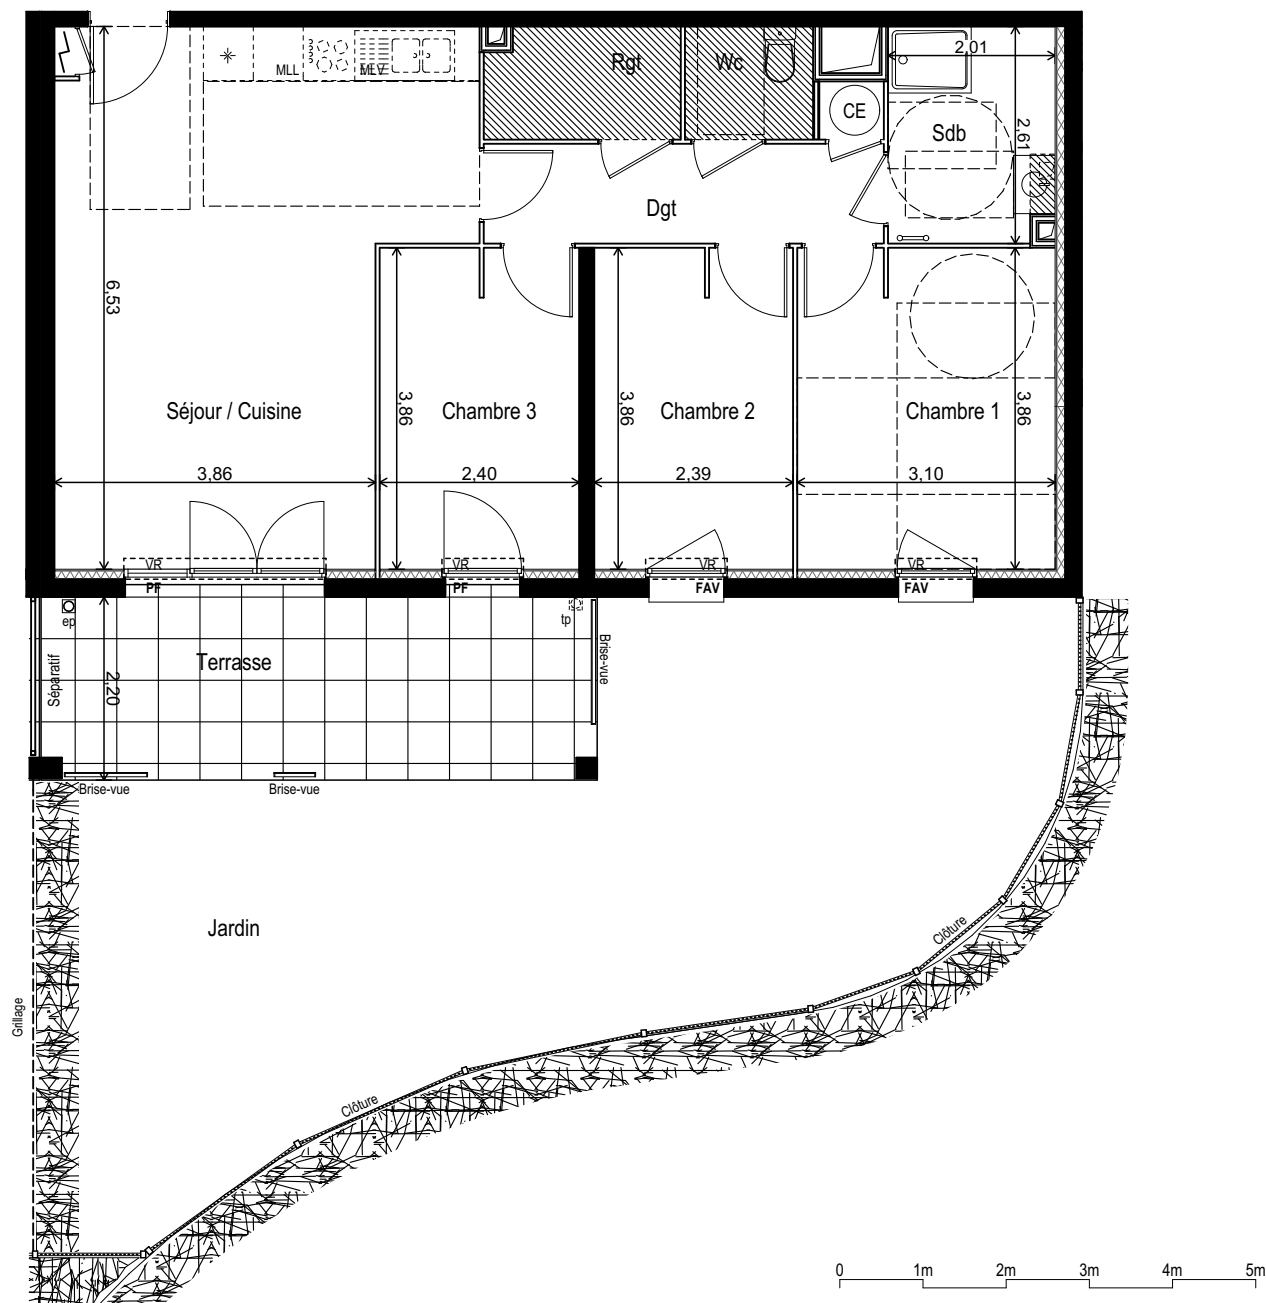 Rgt
Wc
2,01
MLL
MLV
CE
Sdb
2,61
Dgt
6,53
Séjour / Cuisine
3,86
Chambre 3
3,86
Chambre 2
Chambre 1
3,86
3,86
2,40
2,39
3,10
VR
VR
VR
VR
PF
PF
FAV
FAV
ep
tp
Séparatif
Terrasse
2,20
Brise-vue
Brise-vue
Brise-vue
Jardin
Clôture
Grillage
Clôture
0
1m
2m
3m
4m
5m